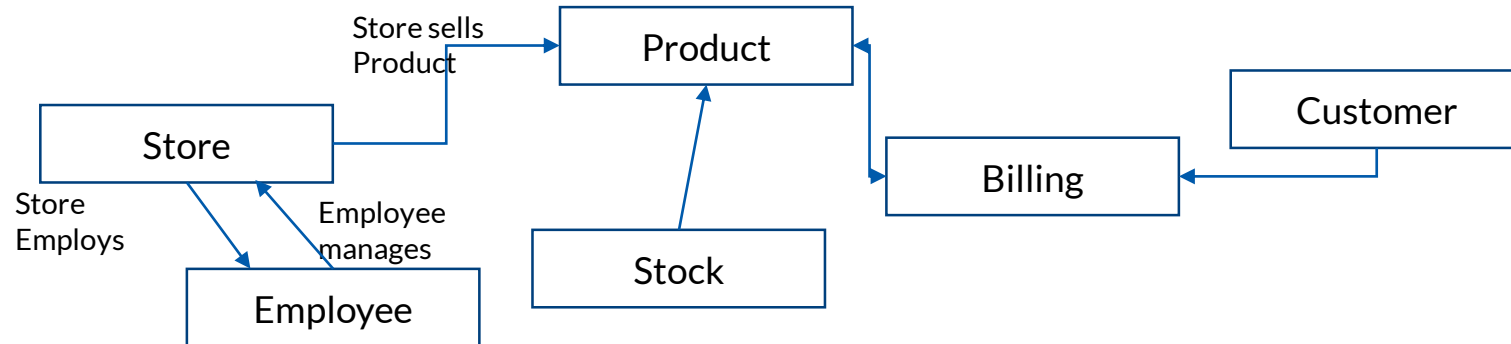 Store sells
Product
Product
Customer
Store
Billing
Store
Employs
Employee
manages
Stock
Employee